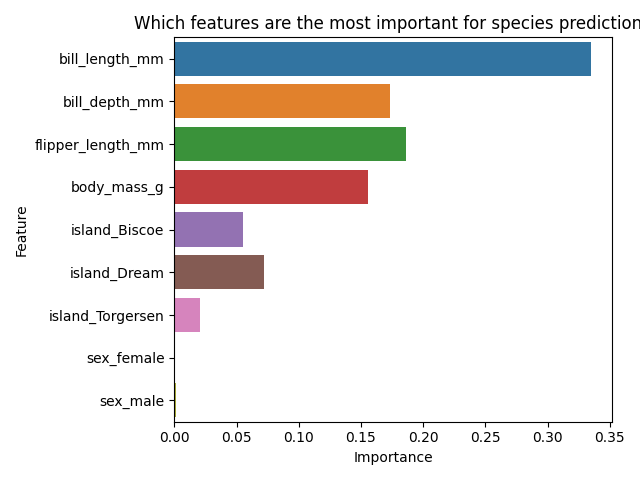 Which features are the most important for species prediction
bill_length_mm
bill_depth_mm
flipper_length_mm
body_mass_g
island_Biscoe
island_Dream
island_Torgersen
sex_female
sex_male
Feature
0.00 0.05 0.10 0.15 0.20 0.25 0.30 0.35
Importance